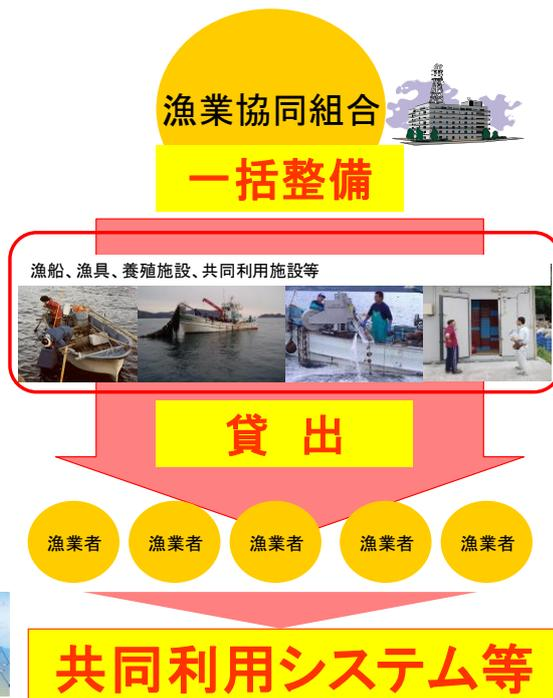 漁業協同組合
一括整備
漁船、漁具、養殖施設、共同利用施設等
貸 出
漁業者 漁業者 漁業者 漁業者 漁業者
共同利用システム等